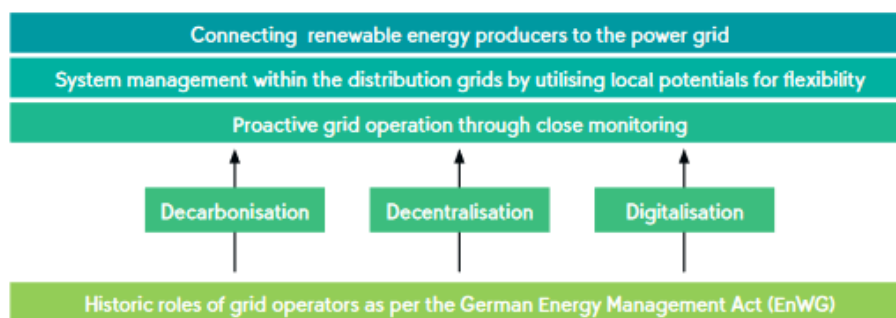 Connecting renewable energy producers to the power grid
System management within the distribution grids by utilising local potentials for flexibility
Proactive grid operation through close monitoring
Decarbonisation
Decentralisation
Digitalisation
Historic roles of grid operators as per the German Energy Management Act (EnWG)